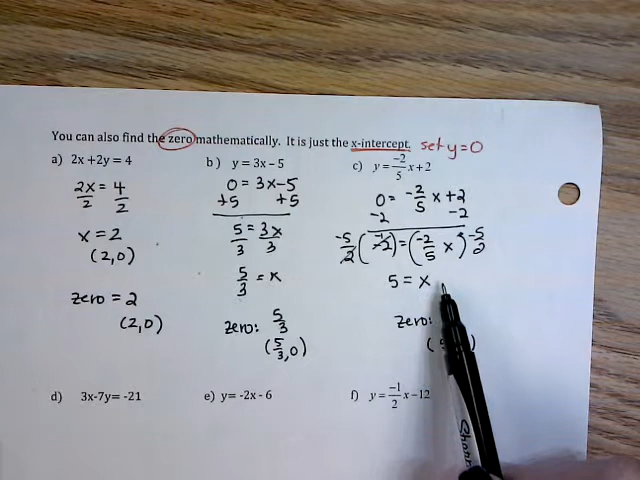 You can also find the zero mathematically. It is just the x-intercept. set y=0
a) 2x +2y = 4
2x = 4
2 2
x = 2
(2,0)
zero = 2
(2,0)
b) y = 3x - 5
0 = 3x-5
+5 +5
5 = 3x
3 3
5/3 = x
zero: 5/3
(5/3, 0)
c) y = -2/5 x + 2
0 = -2/5 x + 2
-2 -2
-5/2 (-2) = (-2/5 x) -5/2
5 = x
zero:
(
)
d) 3x-7y= -21
e) y= -2x - 6
f) y = -1/2 x - 12